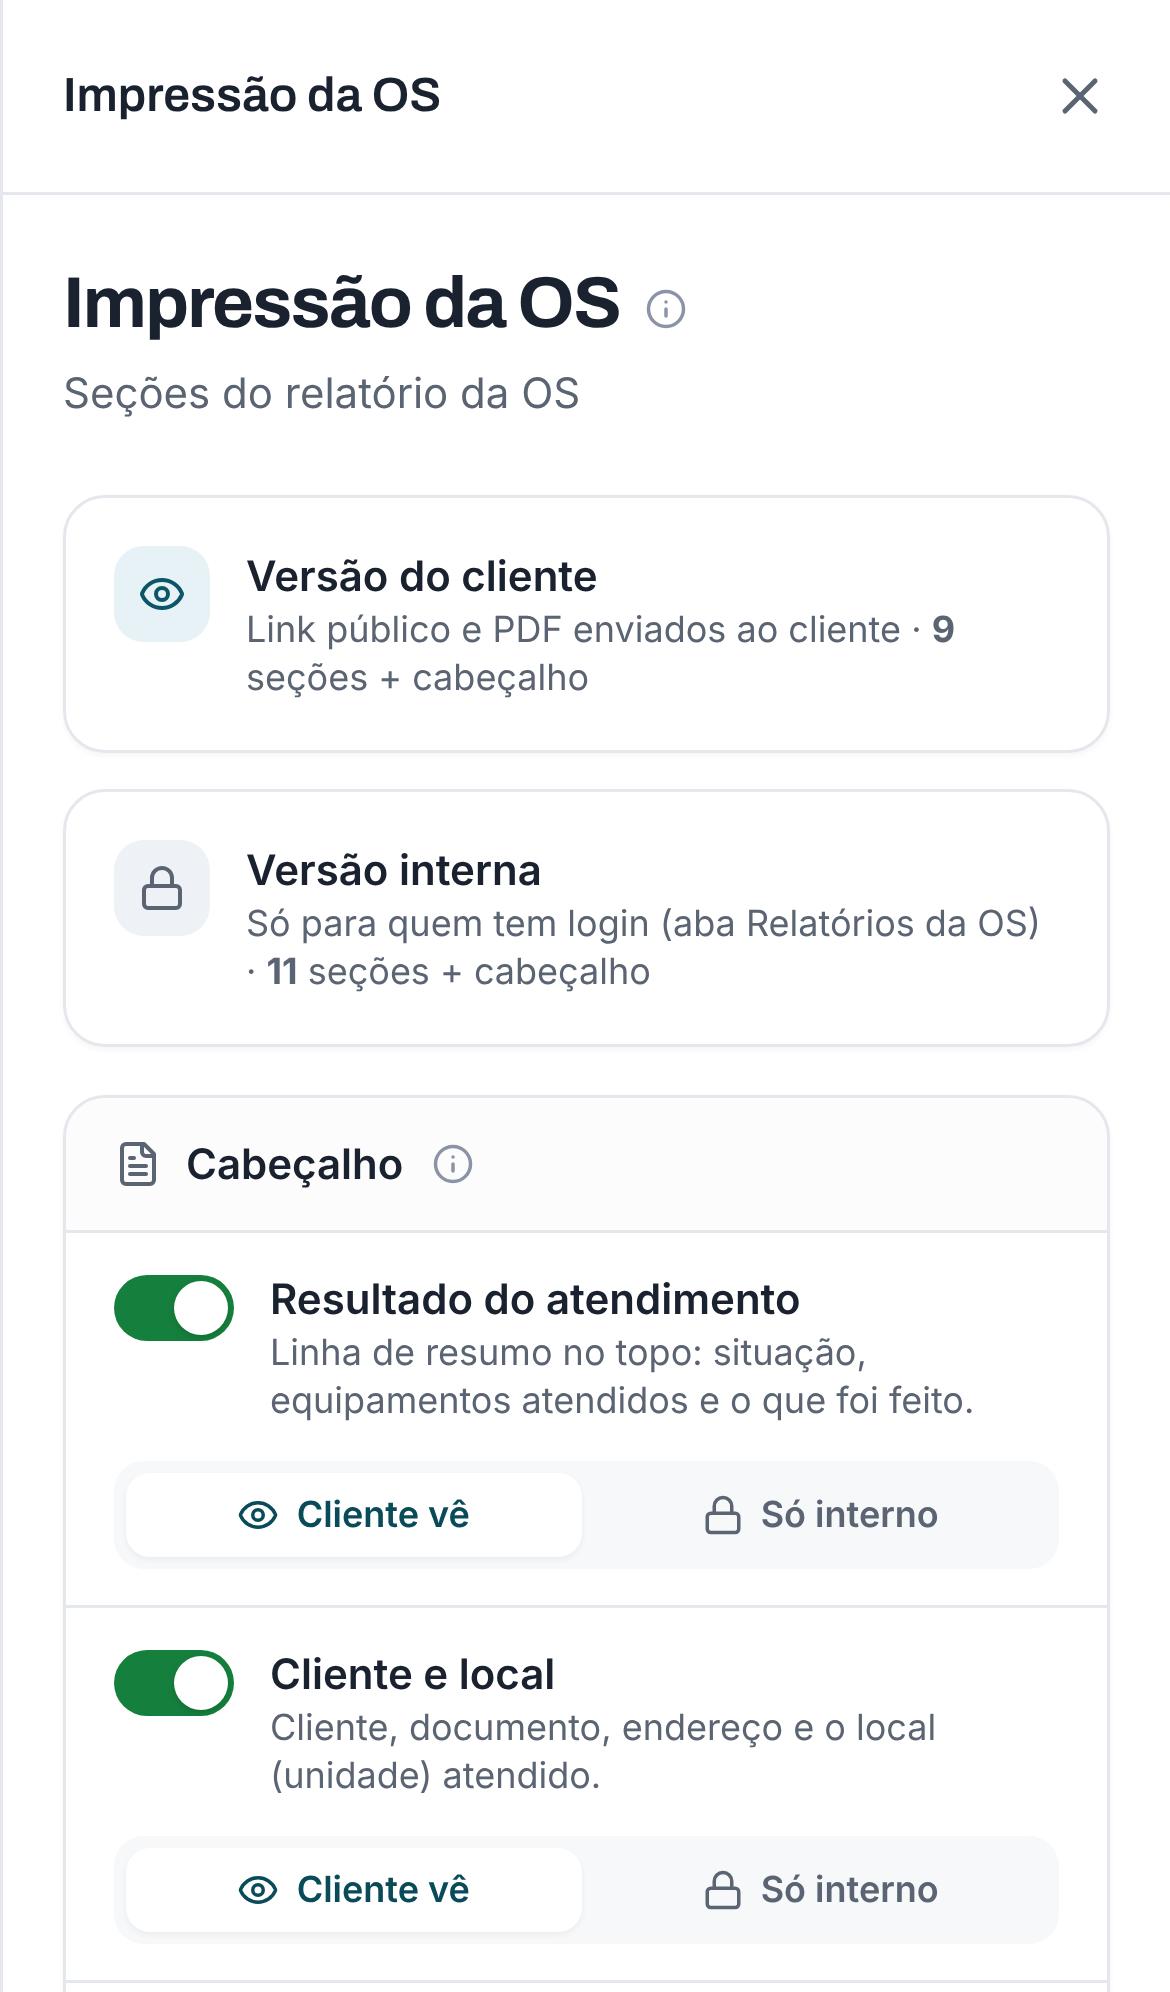 Impressão da OS
Impressão da OS
Seções do relatório da OS
Versão do cliente
Link público e PDF enviados ao cliente · 9
seções + cabeçalho
Versão interna
Só para quem tem login (aba Relatórios da OS)
· 11 seções + cabeçalho
Cabeçalho
Resultado do atendimento
Linha de resumo no topo: situação,
equipamentos atendidos e o que foi feito.
Cliente vê
Só interno
Cliente e local
Cliente, documento, endereço e o local
(unidade) atendido.
Cliente vê
Só interno